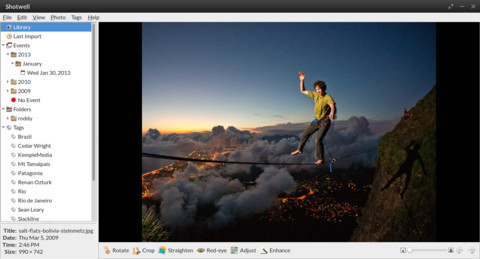 Shotwell
File Edit View Photo Tags Help
Library
Last Import
Events
2013
January
Wed Jan 30, 2013
2010
2009
No Event
Folders
roddy
Tags
Brazil
Cedar Wright
KempleMedia
Mt Tamalpais
Patagonia
Renan Ozturk
Rio
Rio de Janeiro
Sean Leary
Slackline
Title: salt-flats-bolivia-steinmetz.jpg
Date: Thu Mar 5, 2009
Time: 2:46 PM
Size: 990 × 742
Rotate Crop Straighten Red-eye Adjust Enhance